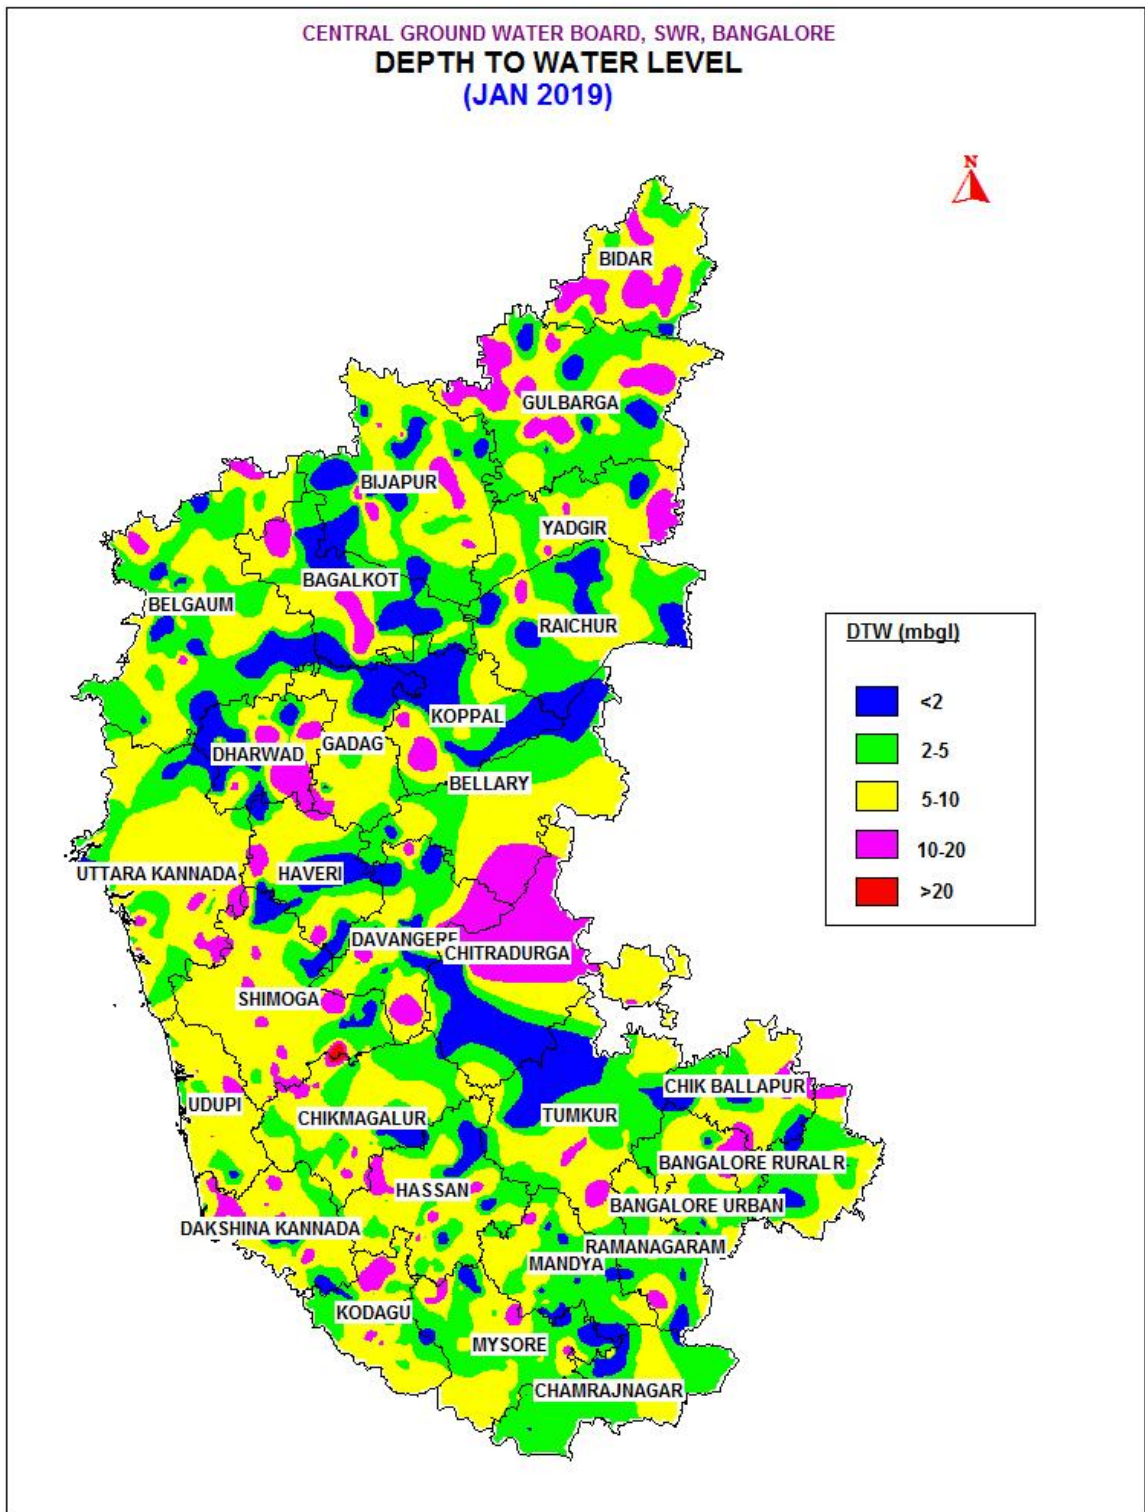 CENTRAL GROUND WATER BOARD, SWR, BANGALORE
DEPTH TO WATER LEVEL
(JAN 2019)
N
BIDAR
GULBARGA
BIJAPUR
YADGIR
BAGALKOT
BELGAUM
RAICHUR
DTW (mbgl)
<2
2-5
5-10
10-20
>20
KOPPAL
GADAG
DHARWAD
BELLARY
UTTARA KANNADA
HAVERI
DAVANGERE
CHITRADURGA
SHIMOGA
CHIK BALLAPUR
UDUPI
CHIKMAGALUR
TUMKUR
BANGALORE RURALR
HASSAN
BANGALORE URBAN
DAKSHINA KANNADA
RAMANAGARAM
MANDYA
KODAGU
MYSORE
CHAMRAJNAGAR